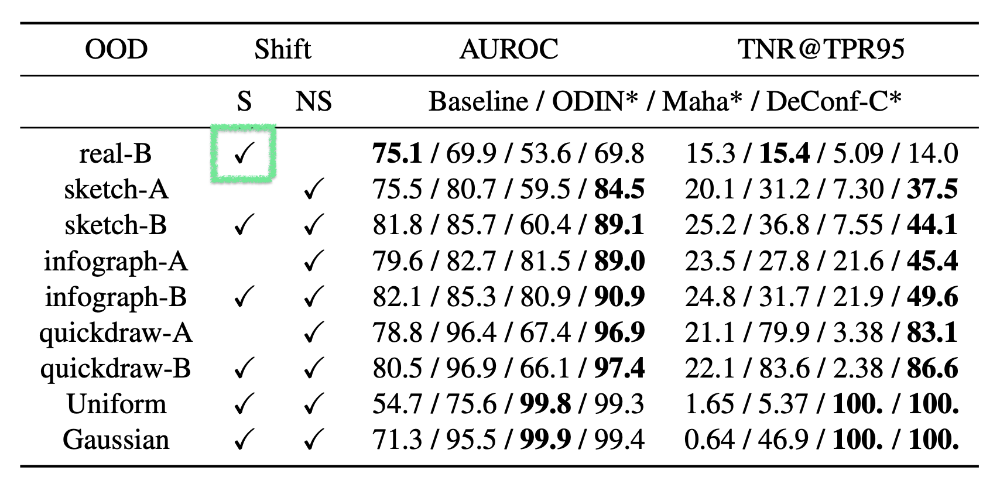 OOD Shift AUROC TNR@TPR95
S NS Baseline / ODIN* / Maha* / DeConf-C*
real-B ✓ 75.1 / 69.9 / 53.6 / 69.8 15.3 / 15.4 / 5.09 / 14.0
sketch-A ✓ 75.5 / 80.7 / 59.5 / 84.5 20.1 / 31.2 / 7.30 / 37.5
sketch-B ✓ ✓ 81.8 / 85.7 / 60.4 / 89.1 25.2 / 36.8 / 7.55 / 44.1
infograph-A ✓ 79.6 / 82.7 / 81.5 / 89.0 23.5 / 27.8 / 21.6 / 45.4
infograph-B ✓ ✓ 82.1 / 85.3 / 80.9 / 90.9 24.8 / 31.7 / 21.9 / 49.6
quickdraw-A ✓ 78.8 / 96.4 / 67.4 / 96.9 21.1 / 79.9 / 3.38 / 83.1
quickdraw-B ✓ ✓ 80.5 / 96.9 / 66.1 / 97.4 22.1 / 83.6 / 2.38 / 86.6
Uniform ✓ ✓ 54.7 / 75.6 / 99.8 / 99.3 1.65 / 5.37 / 100. / 100.
Gaussian ✓ ✓ 71.3 / 95.5 / 99.9 / 99.4 0.64 / 46.9 / 100. / 100.